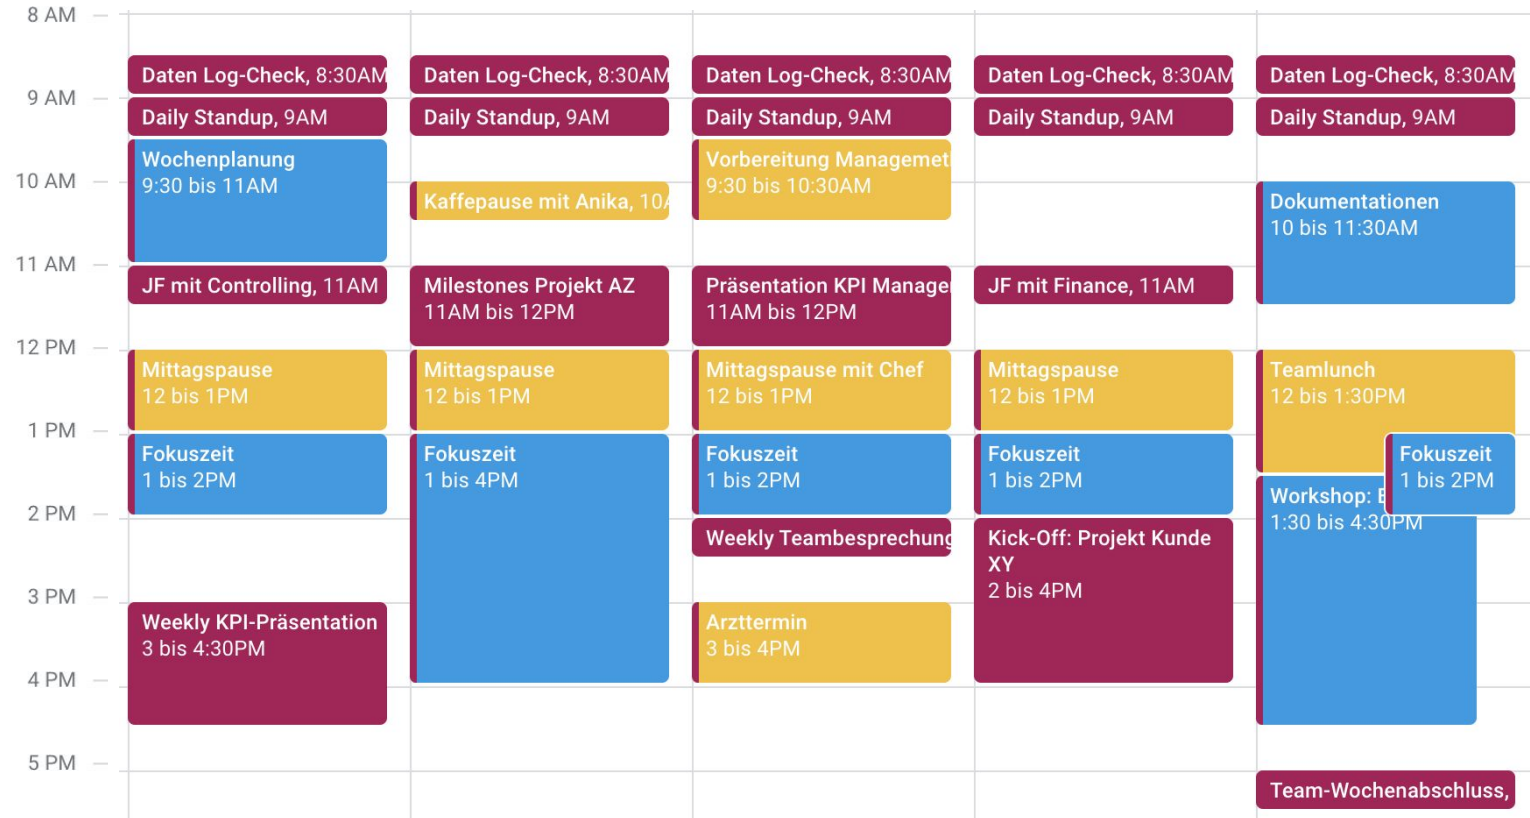 8 AM
9 AM
10 AM
11 AM
12 PM
1 PM
2 PM
3 PM
4 PM
5 PM
Daten Log-Check, 8:30AM
Daily Standup, 9AM
Wochenplanung
9:30 bis 11AM
JF mit Controlling, 11AM
Mittagspause
12 bis 1PM
Fokuszeit
1 bis 2PM
Weekly KPI-Präsentation
3 bis 4:30PM
Daten Log-Check, 8:30AM
Daily Standup, 9AM
Kaffepause mit Anika, 10
Milestones Projekt AZ
11AM bis 12PM
Mittagspause
12 bis 1PM
Fokuszeit
1 bis 4PM
Daten Log-Check, 8:30AM
Daily Standup, 9AM
Vorbereitung Managemet
9:30 bis 10:30AM
Präsentation KPI Manage
11AM bis 12PM
Mittagspause mit Chef
12 bis 1PM
Fokuszeit
1 bis 2PM
Weekly Teambesprechung
Arzttermin
3 bis 4PM
Daten Log-Check, 8:30AM
Daily Standup, 9AM
JF mit Finance, 11AM
Mittagspause
12 bis 1PM
Fokuszeit
1 bis 2PM
Kick-Off: Projekt Kunde
XY
2 bis 4PM
Daten Log-Check, 8:30AM
Daily Standup, 9AM
Dokumentationen
10 bis 11:30AM
Teamlunch
12 bis 1:30PM
Fokuszeit
1 bis 2PM
Workshop:
1:30 bis 4:30PM
Team-Wochenabschluss,